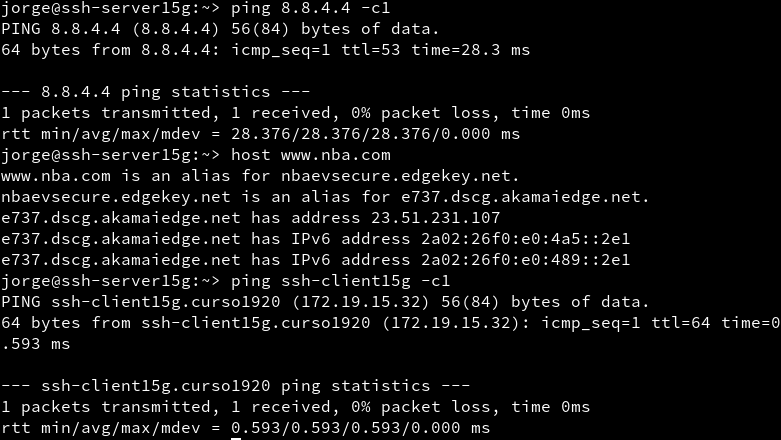 jorge@ssh-server15g:~> ping 8.8.4.4 -c1
PING 8.8.4.4 (8.8.4.4) 56(84) bytes of data.
64 bytes from 8.8.4.4: icmp_seq=1 ttl=53 time=28.3 ms

--- 8.8.4.4 ping statistics ---
1 packets transmitted, 1 received, 0% packet loss, time 0ms
rtt min/avg/max/mdev = 28.376/28.376/28.376/0.000 ms
jorge@ssh-server15g:~> host www.nba.com
www.nba.com is an alias for nbaevsecure.edgekey.net.
nbaevsecure.edgekey.net is an alias for e737.dscg.akamaiedge.net.
e737.dscg.akamaiedge.net has address 23.51.231.107
e737.dscg.akamaiedge.net has IPv6 address 2a02:26f0:e0:4a5::2e1
e737.dscg.akamaiedge.net has IPv6 address 2a02:26f0:e0:489::2e1
jorge@ssh-server15g:~> ping ssh-client15g -c1
PING ssh-client15g.curso1920 (172.19.15.32) 56(84) bytes of data.
64 bytes from ssh-client15g.curso1920 (172.19.15.32): icmp_seq=1 ttl=64 time=0
.593 ms

--- ssh-client15g.curso1920 ping statistics ---
1 packets transmitted, 1 received, 0% packet loss, time 0ms
rtt min/avg/max/mdev = 0.593/0.593/0.593/0.000 ms